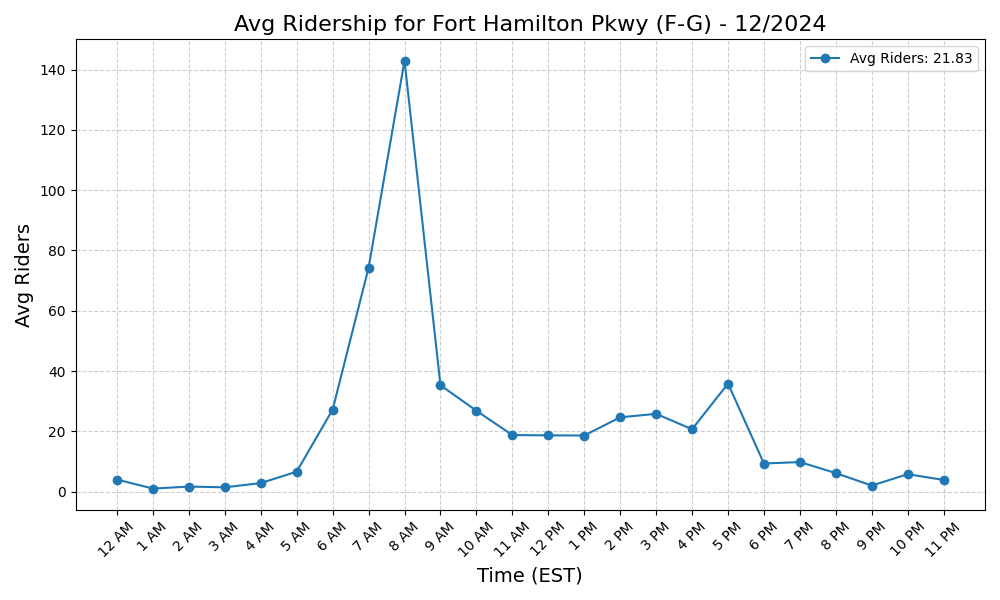 Avg Ridership for Fort Hamilton Pkwy (F-G) - 12/2024
Avg Riders: 21.83
Avg Riders
140
120
100
80
60
40
20
0
12 AM
1 AM
2 AM
3 AM
4 AM
5 AM
6 AM
7 AM
8 AM
9 AM
10 AM
11 AM
12 PM
1 PM
2 PM
3 PM
4 PM
5 PM
6 PM
7 PM
8 PM
9 PM
10 PM
11 PM
Time (EST)